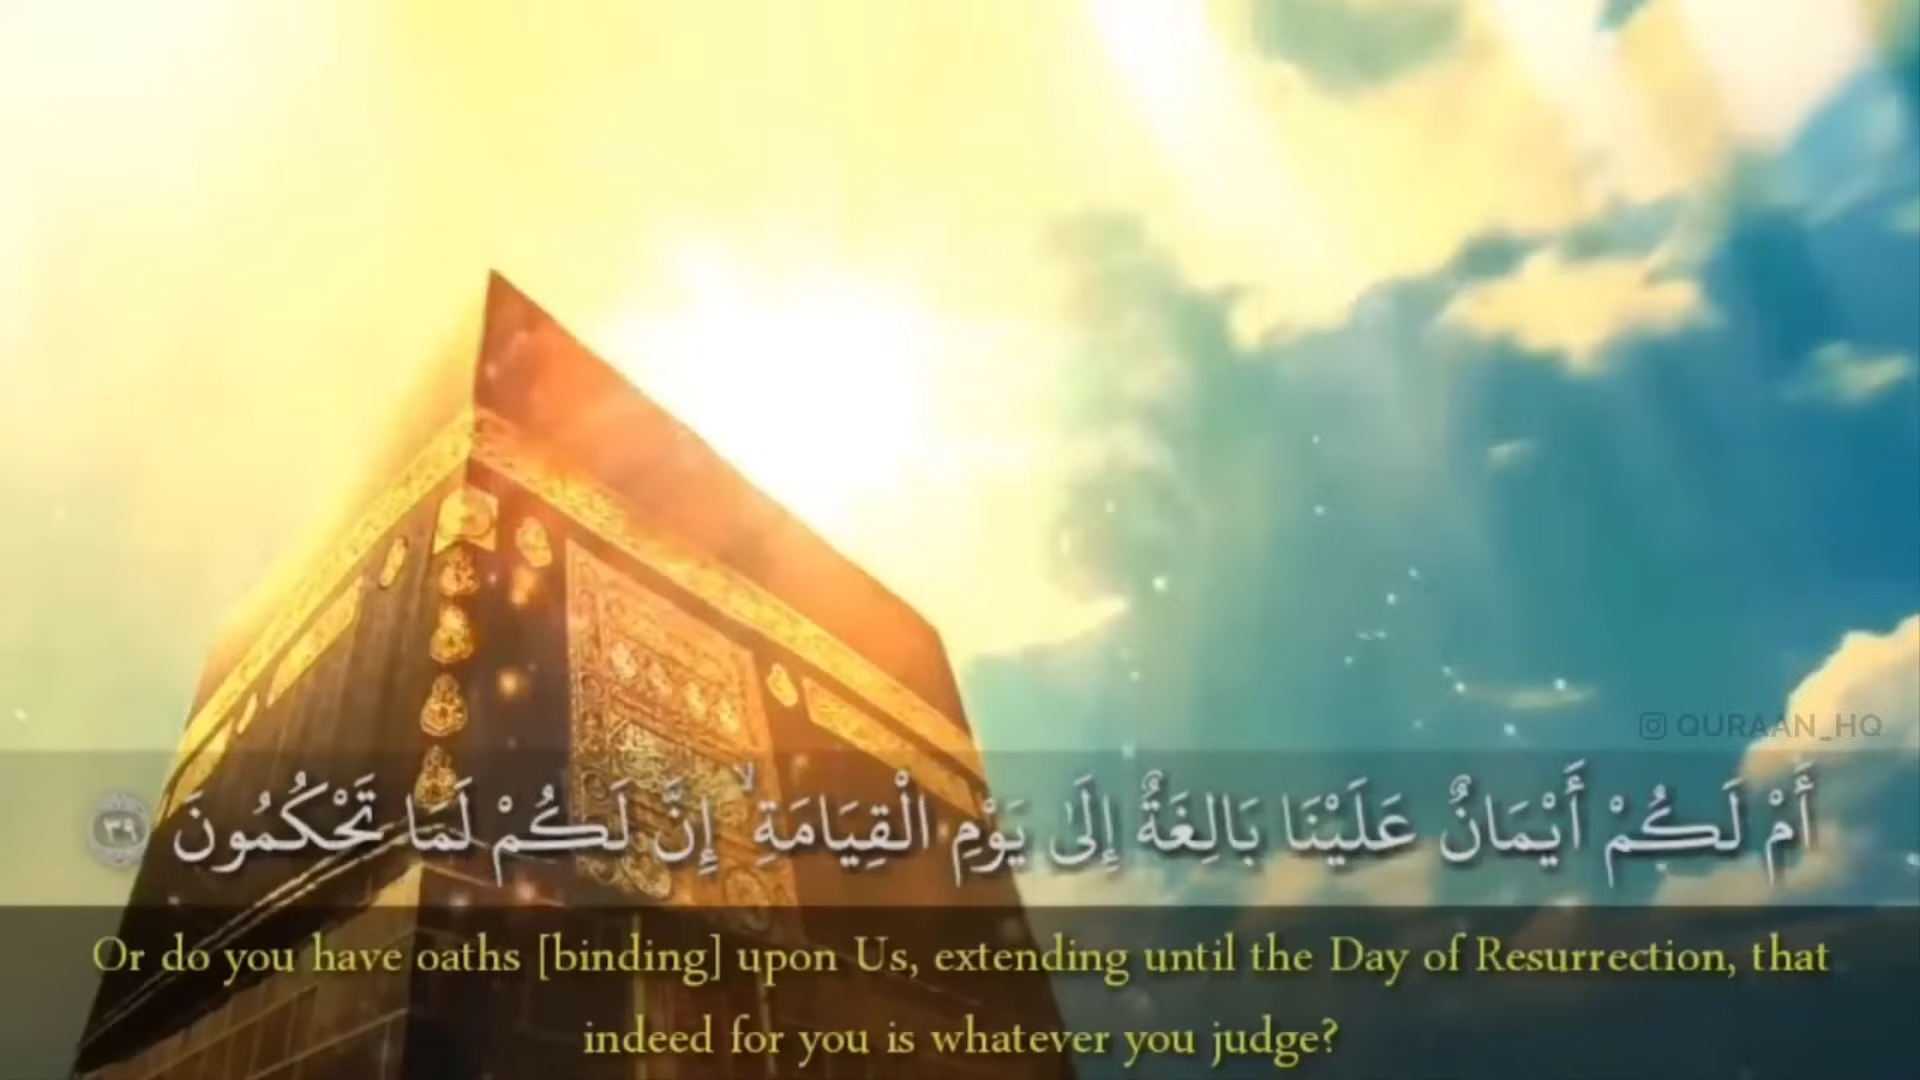 QURAAN_HQ
أَمْ لَكُمْ أَيْمَانٌ عَلَيْنَا بَالِغَةٌ إِلَىٰ يَوْمِ الْقِيَامَةِ ۙ إِنَّ لَكُمْ لَمَا تَحْكُمُونَ ٣٩
Or do you have oaths [binding] upon Us, extending until the Day of Resurrection, that
indeed for you is whatever you judge?